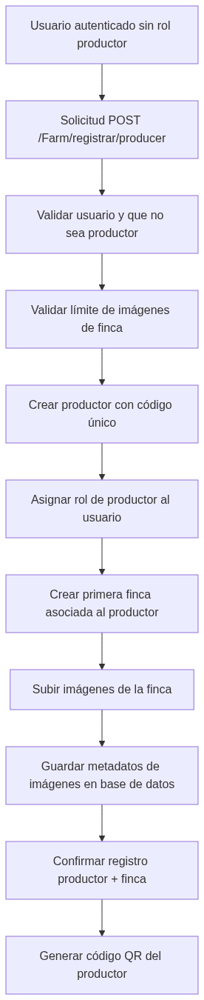 Usuario autenticado sin rol
productor
Solicitud POST
/Farm/registrar/producer
Validar usuario y que no
sea productor
Validar límite de imágenes
de finca
Crear productor con código
único
Asignar rol de productor al
usuario
Crear primera finca
asociada al productor
Subir imágenes de la finca
Guardar metadatos de
imágenes en base de datos
Confirmar registro
productor + finca
Generar código QR del
productor